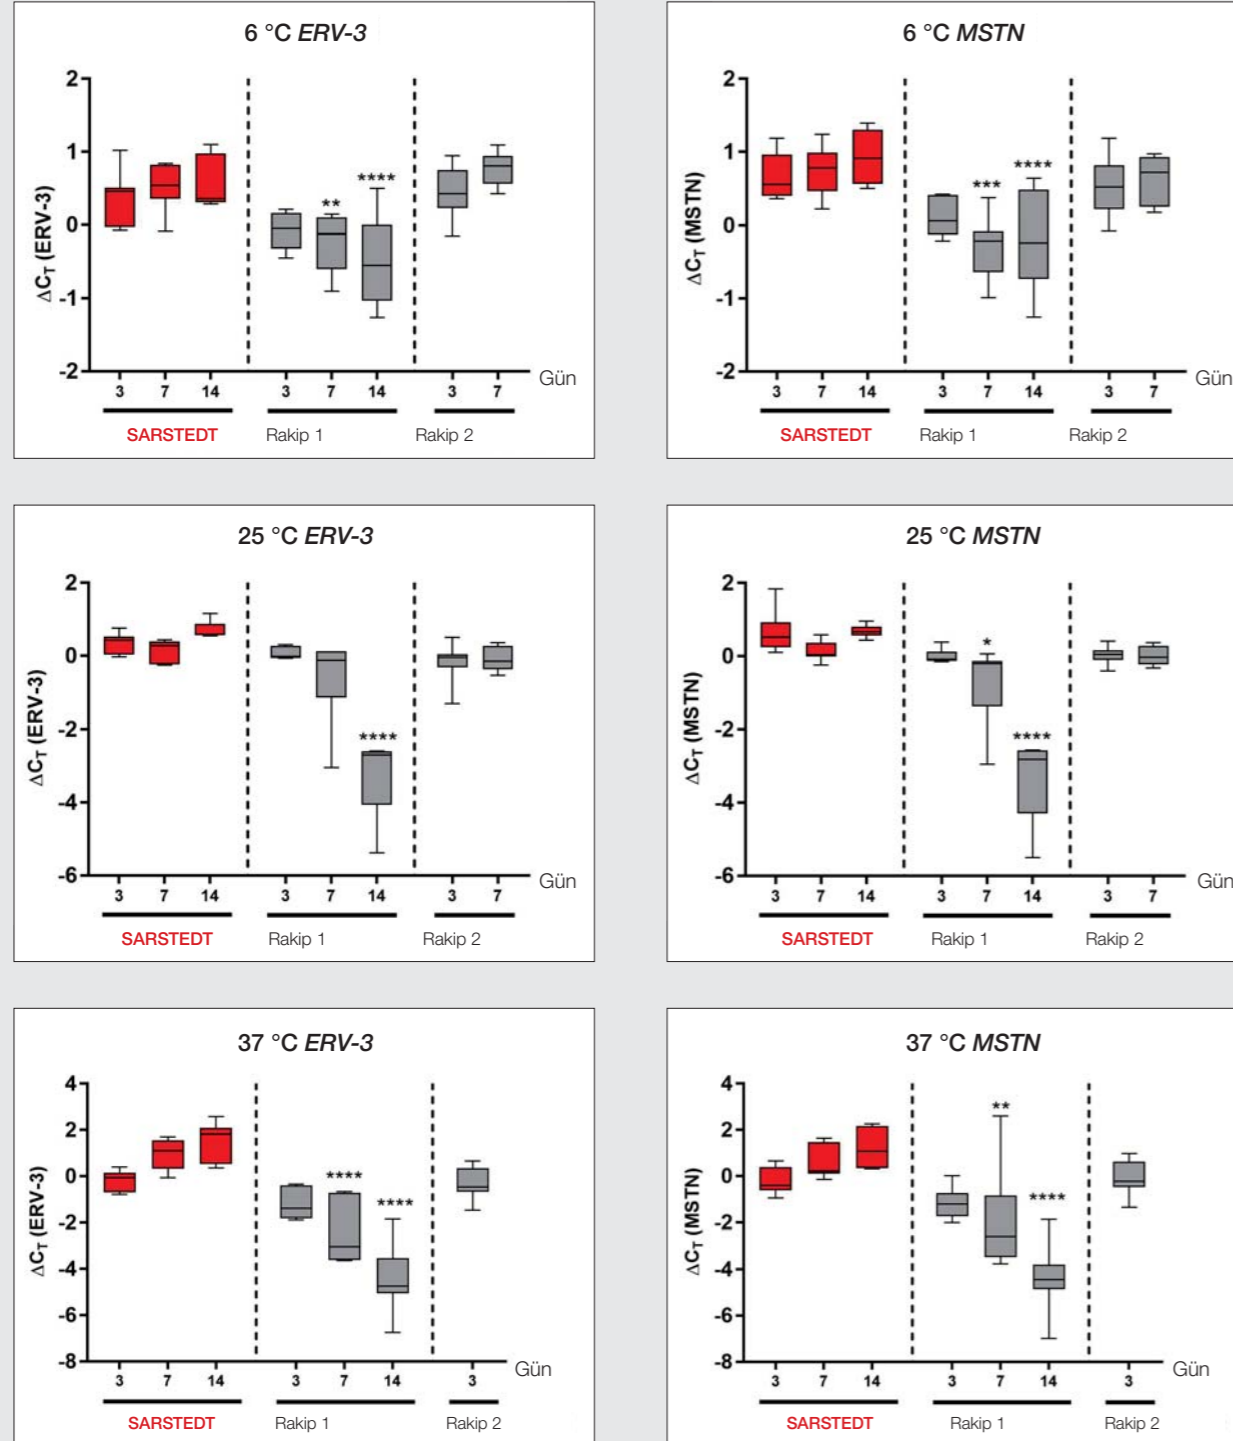 6 °C ERV-3
ΔCT (ERV-3)
2
1
0
-1
-2
** ****
3 7 14 3 7 14 3 7 Gün
SARSTEDT Rakip 1 Rakip 2
6 °C MSTN
ΔCT (MSTN)
2
1
0
-1
-2
*** ****
3 7 14 3 7 14 3 7 Gün
SARSTEDT Rakip 1 Rakip 2
25 °C ERV-3
ΔCT (ERV-3)
2
0
-2
-4
-6
****
3 7 14 3 7 14 3 7 Gün
SARSTEDT Rakip 1 Rakip 2
25 °C MSTN
ΔCT (MSTN)
2
0
-2
-4
-6
* ****
3 7 14 3 7 14 3 7 Gün
SARSTEDT Rakip 1 Rakip 2
37 °C ERV-3
ΔCT (ERV-3)
4
2
0
-2
-4
-6
-8
**** ****
3 7 14 3 7 14 3 Gün
SARSTEDT Rakip 1 Rakip 2
37 °C MSTN
ΔCT (MSTN)
4
2
0
-2
-4
-6
-8
** ****
3 7 14 3 7 14 3 Gün
SARSTEDT Rakip 1 Rakip 2